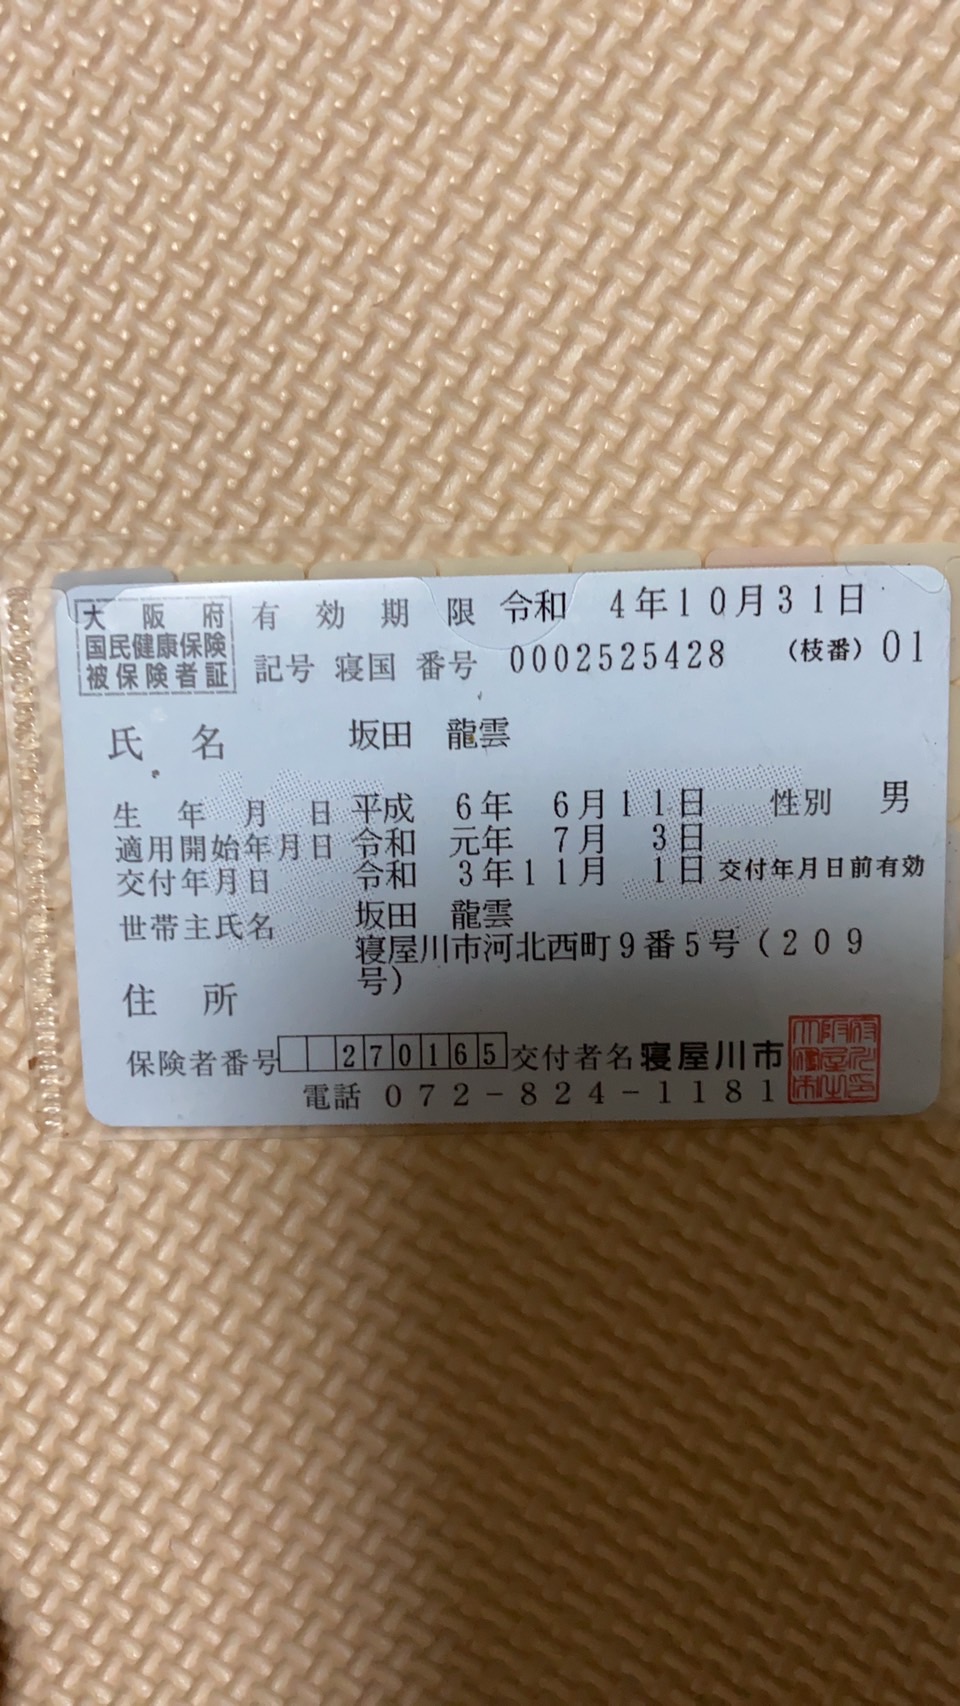 大阪府
国民健康保険
被保険者証
有効期限 令和 4年10月31日
記号 寝国 番号 0002525428 (枝番) 01
氏名 坂田 龍雲
生年月日 平成 6年 6月11日 性別 男
適用開始年月日 令和 元年 7月 3日
交付年月日 令和 3年11月 1日 交付年月日前有効
世帯主氏名 坂田 龍雲
住所 寝屋川市河北西町9番5号(209
号)
保険者番号 270165 交付者名 寝屋川市
電話 072-824-1181